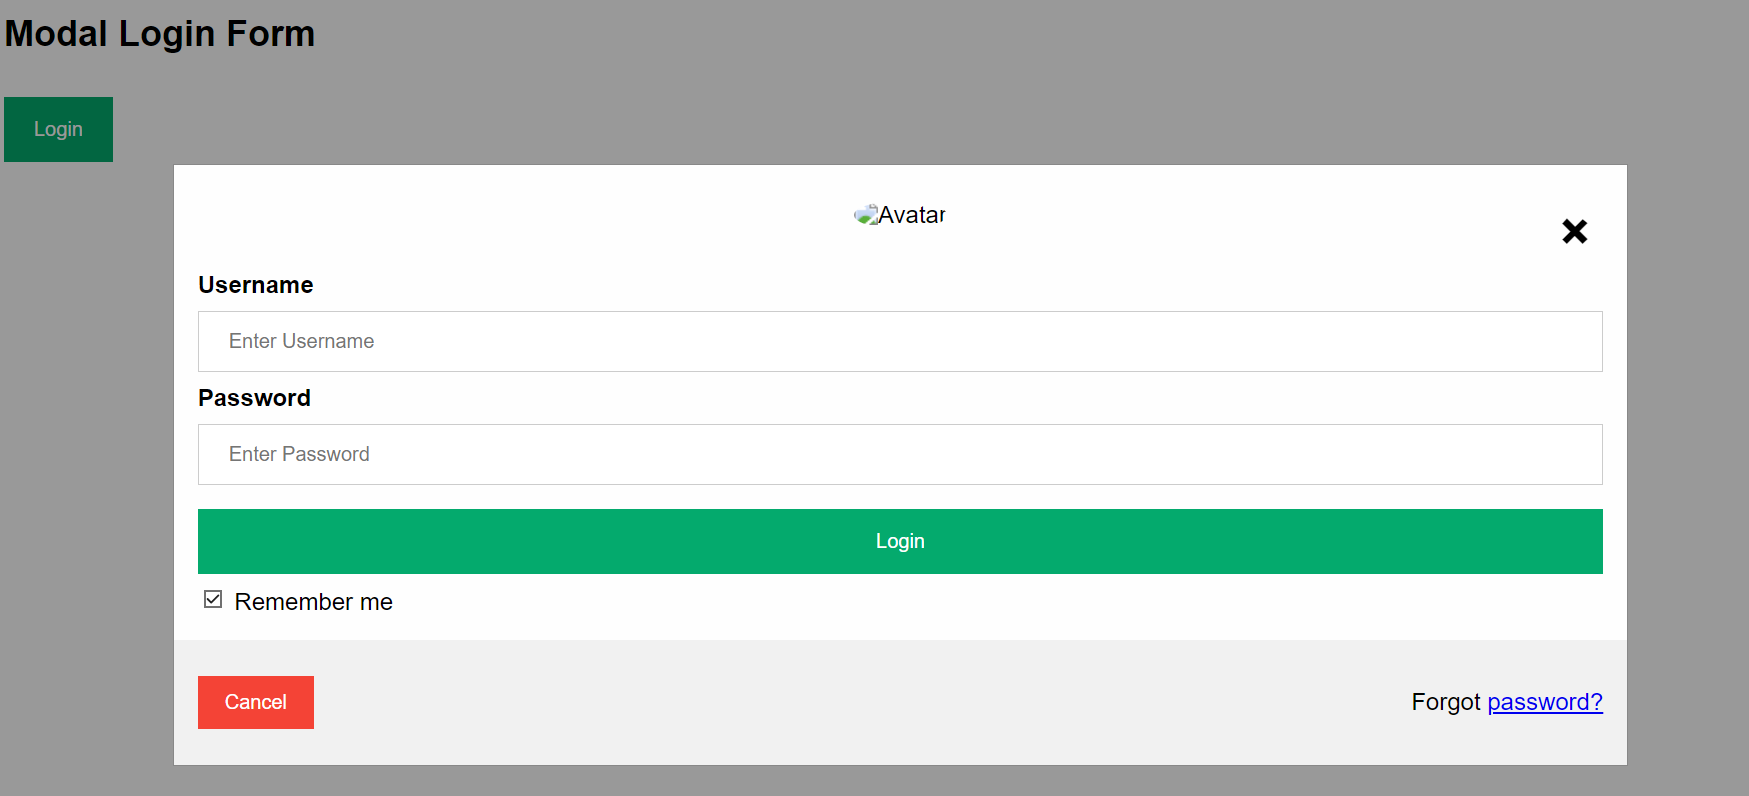 Modal Login Form
Login
Avatar
Username
Enter Username
Password
Enter Password
Login
Remember me
Cancel
Forgot password?